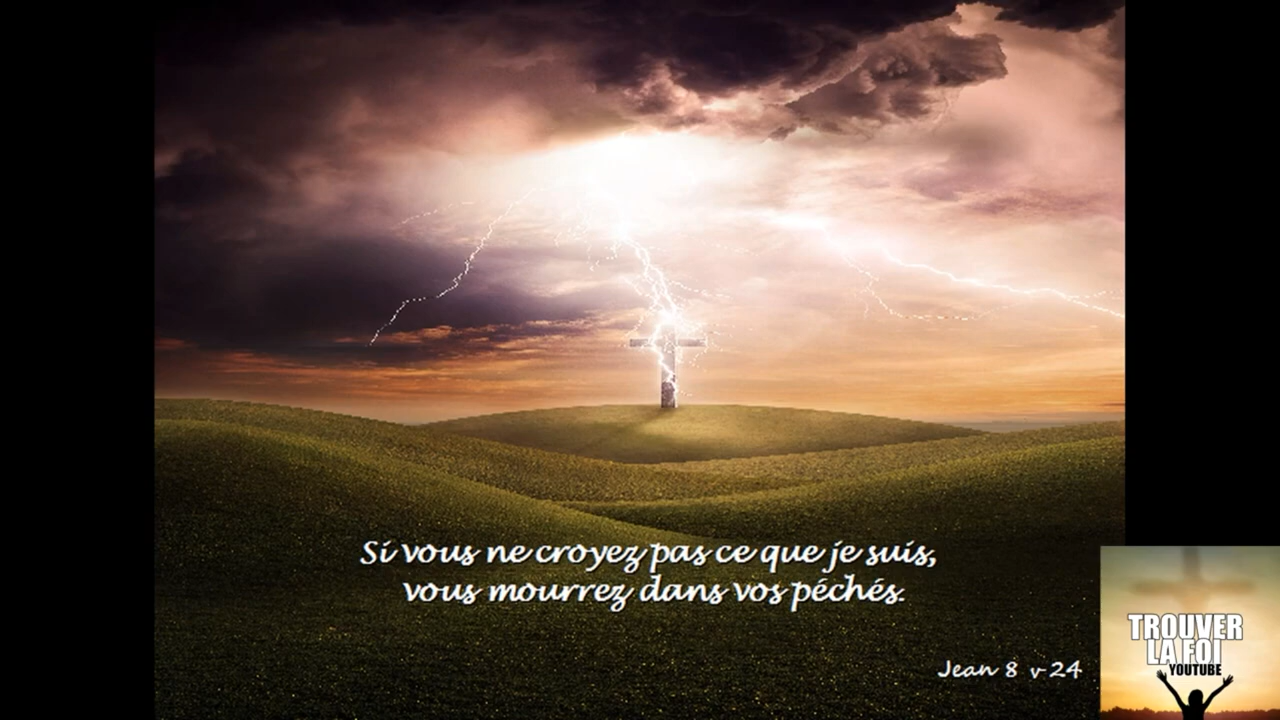 Si vous ne croyez pas ce que je suis,
vous mourrez dans vos péchés.
Jean 8 v 24
TROUVER
LA FOI
YOUTUBE